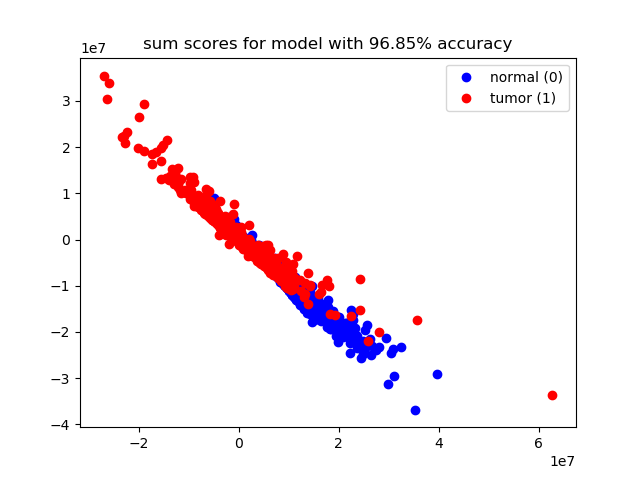 sum scores for model with 96.85% accuracy
1e7
normal (0)
tumor (1)
3
2
1
0
−1
−2
−3
−4
−2
0
2
4
6
1e7